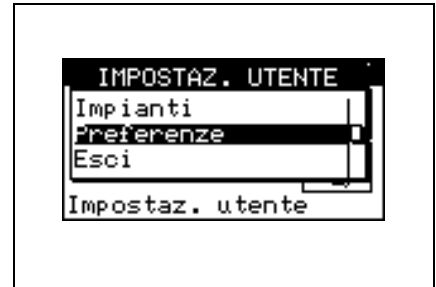 IMPOSTAZ. UTENTE
Impianti
Preferenze
Esci
Impostaz. utente